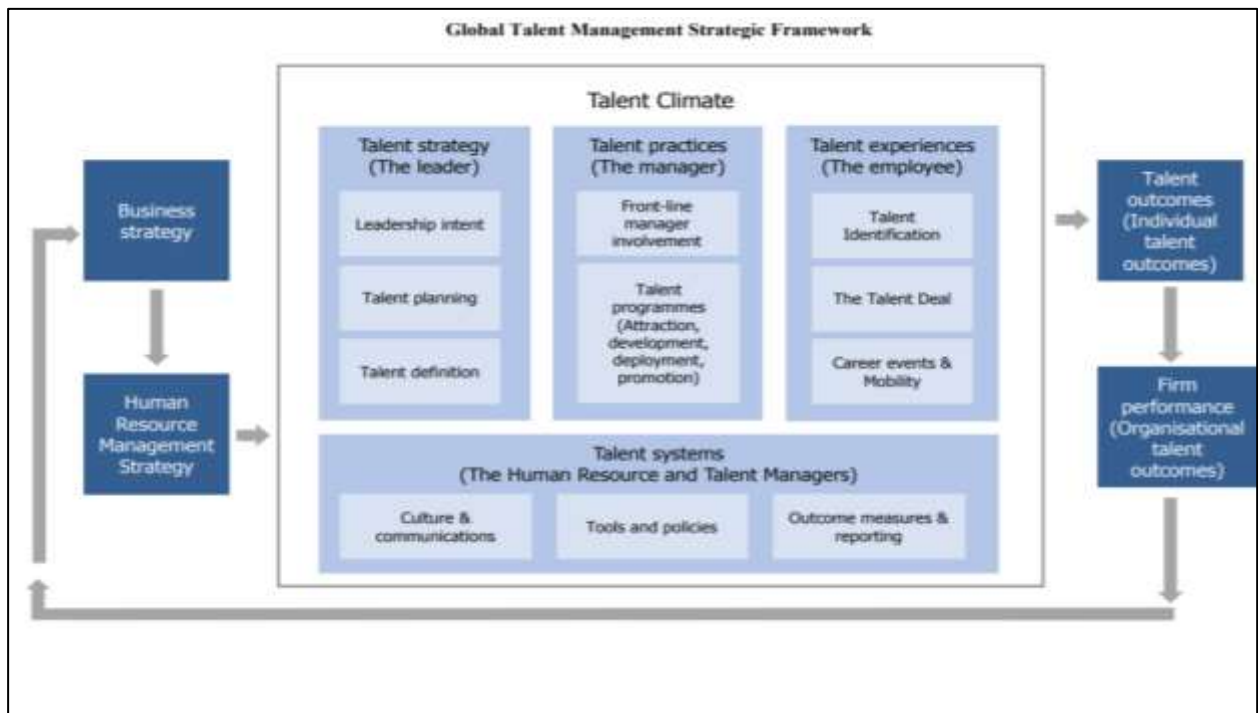 Global Talent Management Strategic Framework
Talent Climate
Business
strategy
Human
Resource
Management
Strategy
Talent strategy
(The leader)
Leadership intent
Talent planning
Talent definition
Talent practices
(The manager)
Front-line
manager
involvement
Talent
programmes
(Attraction,
development,
deployment,
promotion)
Talent experiences
(The employee)
Talent
Identification
The Talent Deal
Career events &
Mobility
Talent systems
(The Human Resource and Talent Managers)
Culture &
communications
Tools and policies
Outcome measures &
reporting
Talent
outcomes
(Individual
talent
outcomes)
Firm
performance
(Organisational
talent
outcomes)